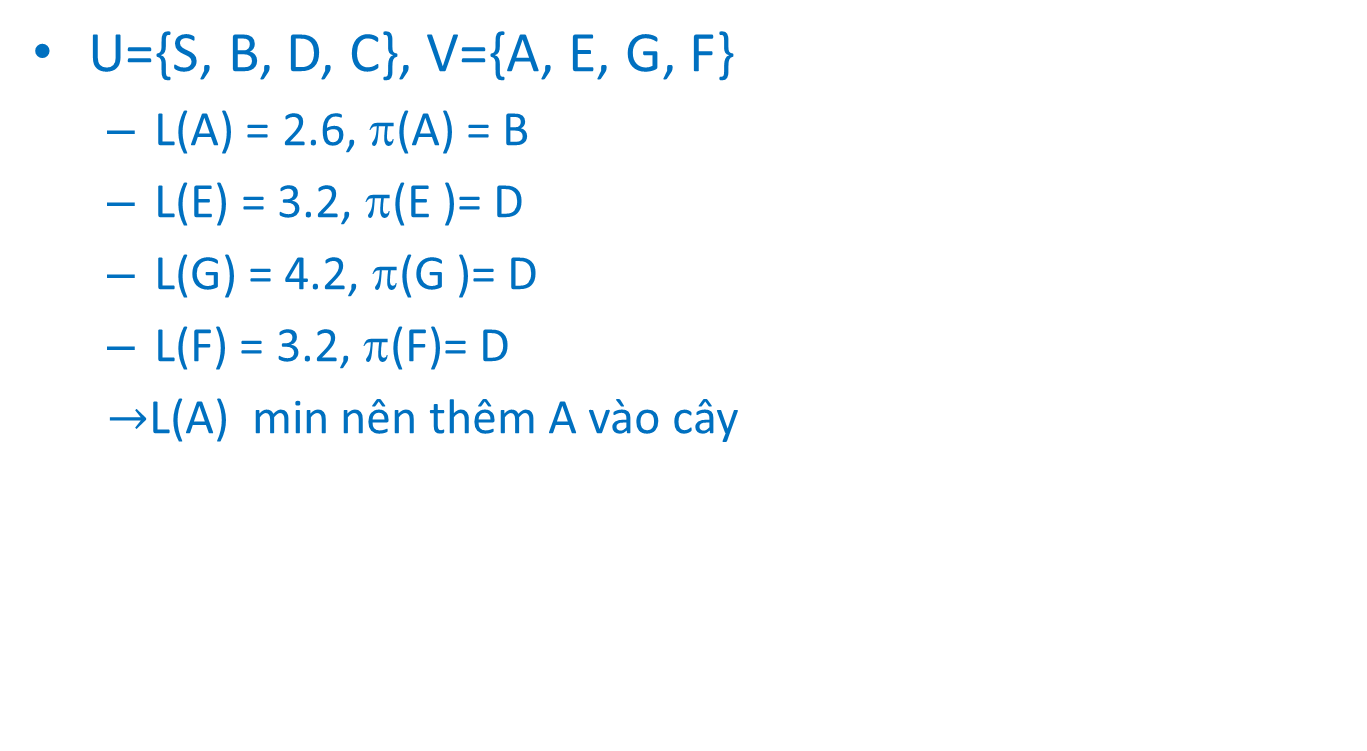 • U={S, B, D, C}, V={A, E, G, F}
– L(A) = 2.6, π(A) = B
– L(E) = 3.2, π(E )= D
– L(G) = 4.2, π(G )= D
– L(F) = 3.2, π(F)= D
→L(A)  min nên thêm A vào cây